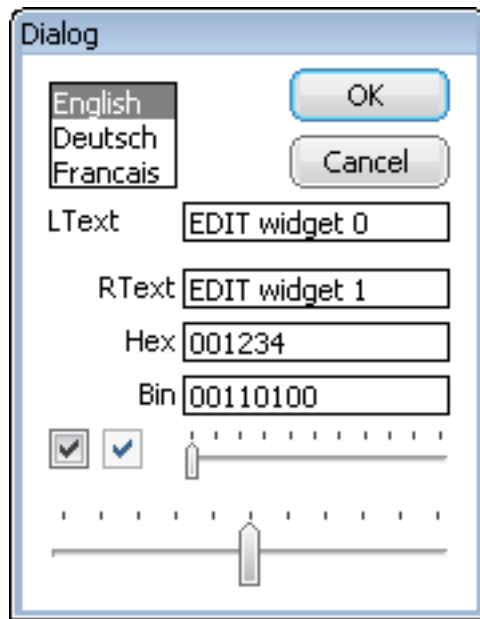 Dialog
English
Deutsch
Francais
OK
Cancel
LText EDIT widget 0
RText EDIT widget 1
Hex 001234
Bin 00110100